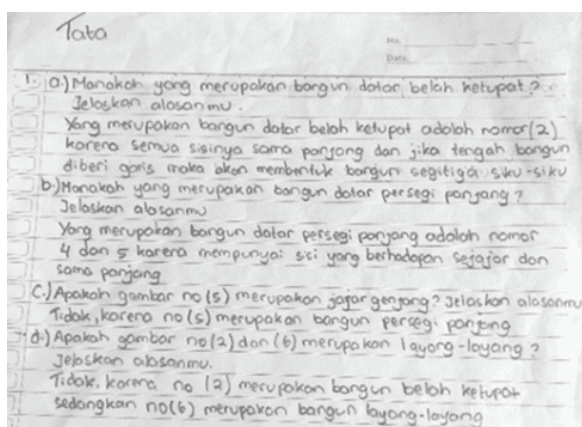 Tata
No.
Date
1. a.) Manakah yang merupakan bangun datar belah ketupat?
Jelaskan alasanmu.
Yang merupakan bangun datar belah ketupat adalah nomor (2)
karena semua sisinya sama panjang dan jika tengah bangun
diberi garis maka akan membentuk bangun segitiga siku-siku
b.) Manakah yang merupakan bangun datar persegi panjang?
Jelaskan alasanmu
Yang merupakan bangun datar persegi panjang adalah nomor
4 dan 5 karena mempunyai sisi yang berhadapan sejajar dan
sama panjang
C.) Apakah gambar no (5) merupakan jajar genjang? Jelaskan alasanmu
Tidak, karena no (5) merupakan bangun persegi panjang
d.) Apakah gambar no (2) dan (6) merupakan layang-layang?
Jelaskan alasanmu.
Tidak, karena no (2) merupakan bangun belah ketupat
sedangkan no (6) merupakan bangun layang-layang